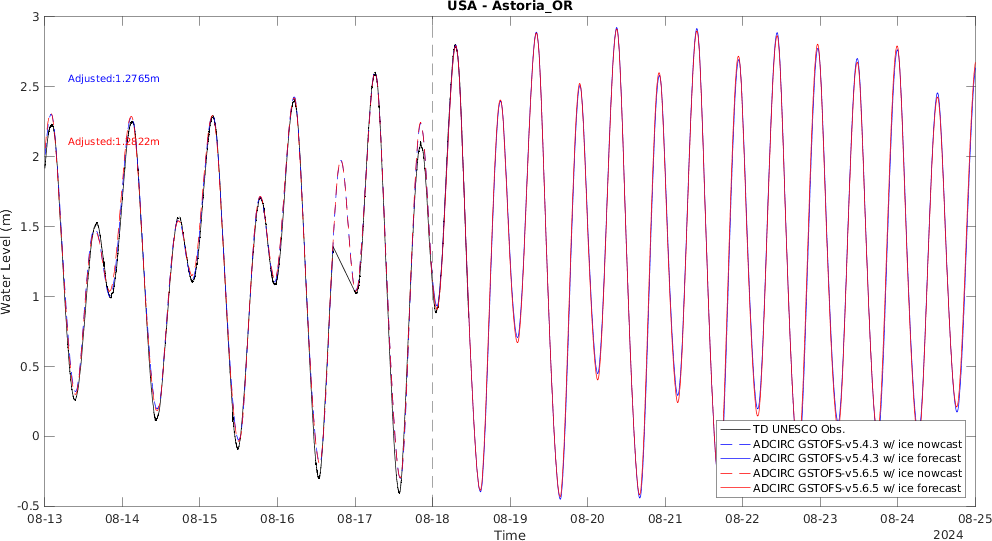 USA - Astoria_OR
3
2.5
2
1.5
1
0.5
0
-0.5
Water Level (m)
Adjusted:1.2765m
Adjusted:1.2822m
TD UNESCO Obs.
ADCIRC GSTOFS-v5.4.3 w/ ice nowcast
ADCIRC GSTOFS-v5.4.3 w/ ice forecast
ADCIRC GSTOFS-v5.6.5 w/ ice nowcast
ADCIRC GSTOFS-v5.6.5 w/ ice forecast
08-13 08-14 08-15 08-16 08-17 08-18 08-19 08-20 08-21 08-22 08-23 08-24 08-25
Time
2024